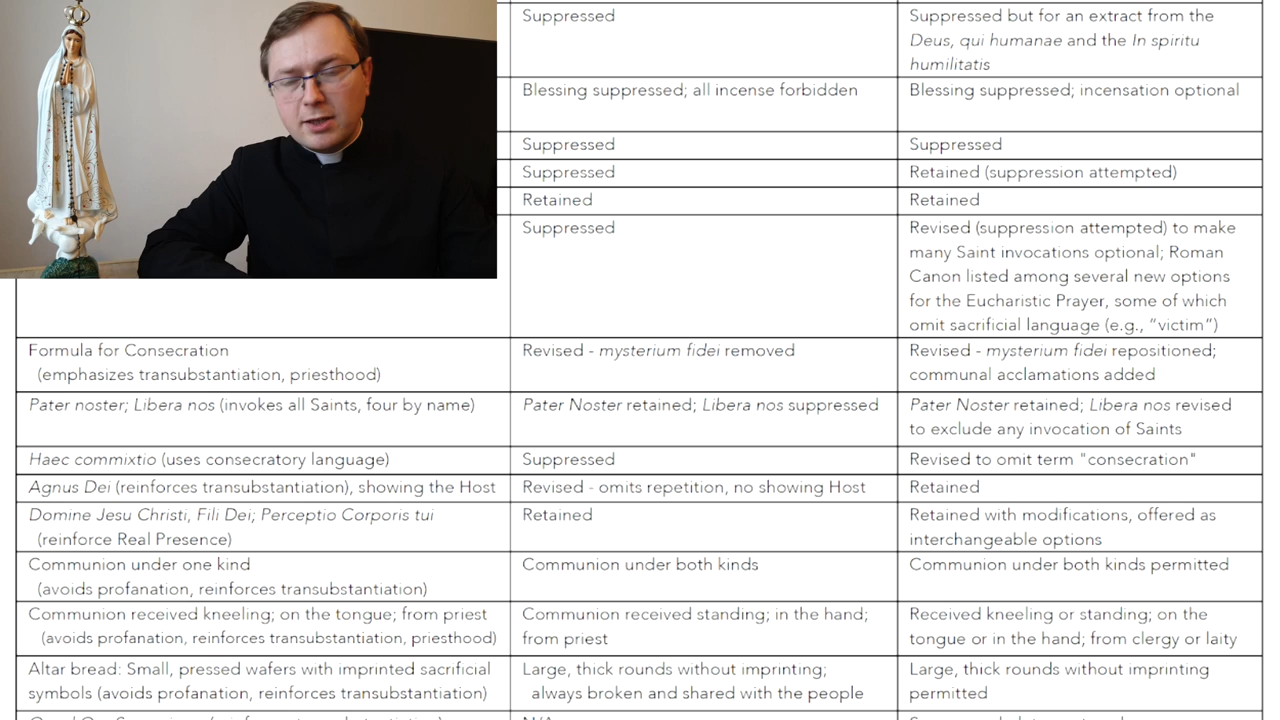 Suppressed
Suppressed but for an extract from the
Deus, qui humanae and the In spiritu
humilitatis
Blessing suppressed; all incense forbidden
Blessing suppressed; incensation optional
Suppressed
Suppressed
Suppressed
Retained (suppression attempted)
Retained
Retained
Suppressed
Revised (suppression attempted) to make
many Saint invocations optional; Roman
Canon listed among several new options
for the Eucharistic Prayer, some of which
omit sacrificial language (e.g., “victim”)
Formula for Consecration
(emphasizes transubstantiation, priesthood)
Revised - mysterium fidei removed
Revised - mysterium fidei repositioned;
communal acclamations added
Pater noster; Libera nos (invokes all Saints, four by name)
Pater Noster retained; Libera nos suppressed
Pater Noster retained; Libera nos revised
to exclude any invocation of Saints
Haec commixtio (uses consecratory language)
Suppressed
Revised to omit term "consecration"
Agnus Dei (reinforces transubstantiation), showing the Host
Revised - omits repetition, no showing Host
Retained
Domine Jesu Christi, Fili Dei; Perceptio Corporis tui
(reinforce Real Presence)
Retained
Retained with modifications, offered as
interchangeable options
Communion under one kind
(avoids profanation, reinforces transubstantiation)
Communion under both kinds
Communion under both kinds permitted
Communion received kneeling; on the tongue; from priest
(avoids profanation, reinforces transubstantiation, priesthood)
Communion received standing; in the hand;
from priest
Received kneeling or standing; on the
tongue or in the hand; from clergy or laity
Altar bread: Small, pressed wafers with imprinted sacrificial
symbols (avoids profanation, reinforces transubstantiation)
Large, thick rounds without imprinting;
always broken and shared with the people
Large, thick rounds without imprinting
permitted
N/A